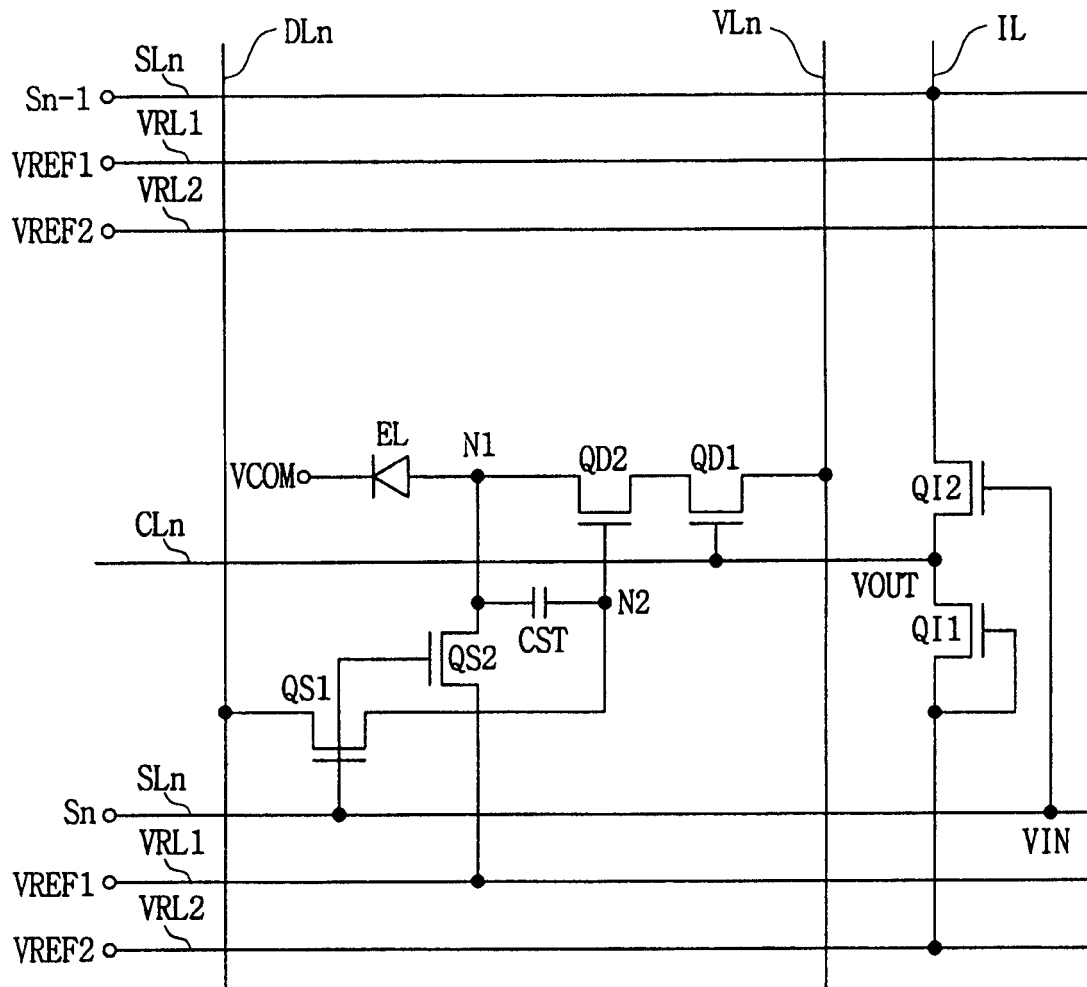 DLn
VLn
IL
SLn
Sn-1
VRL1
VREF1
VRL2
VREF2
EL
N1
QD2
QD1
VCOM
QI2
CLn
VOUT
N2
CST
QI1
QS2
QS1
SLn
Sn
VIN
VRL1
VREF1
VRL2
VREF2